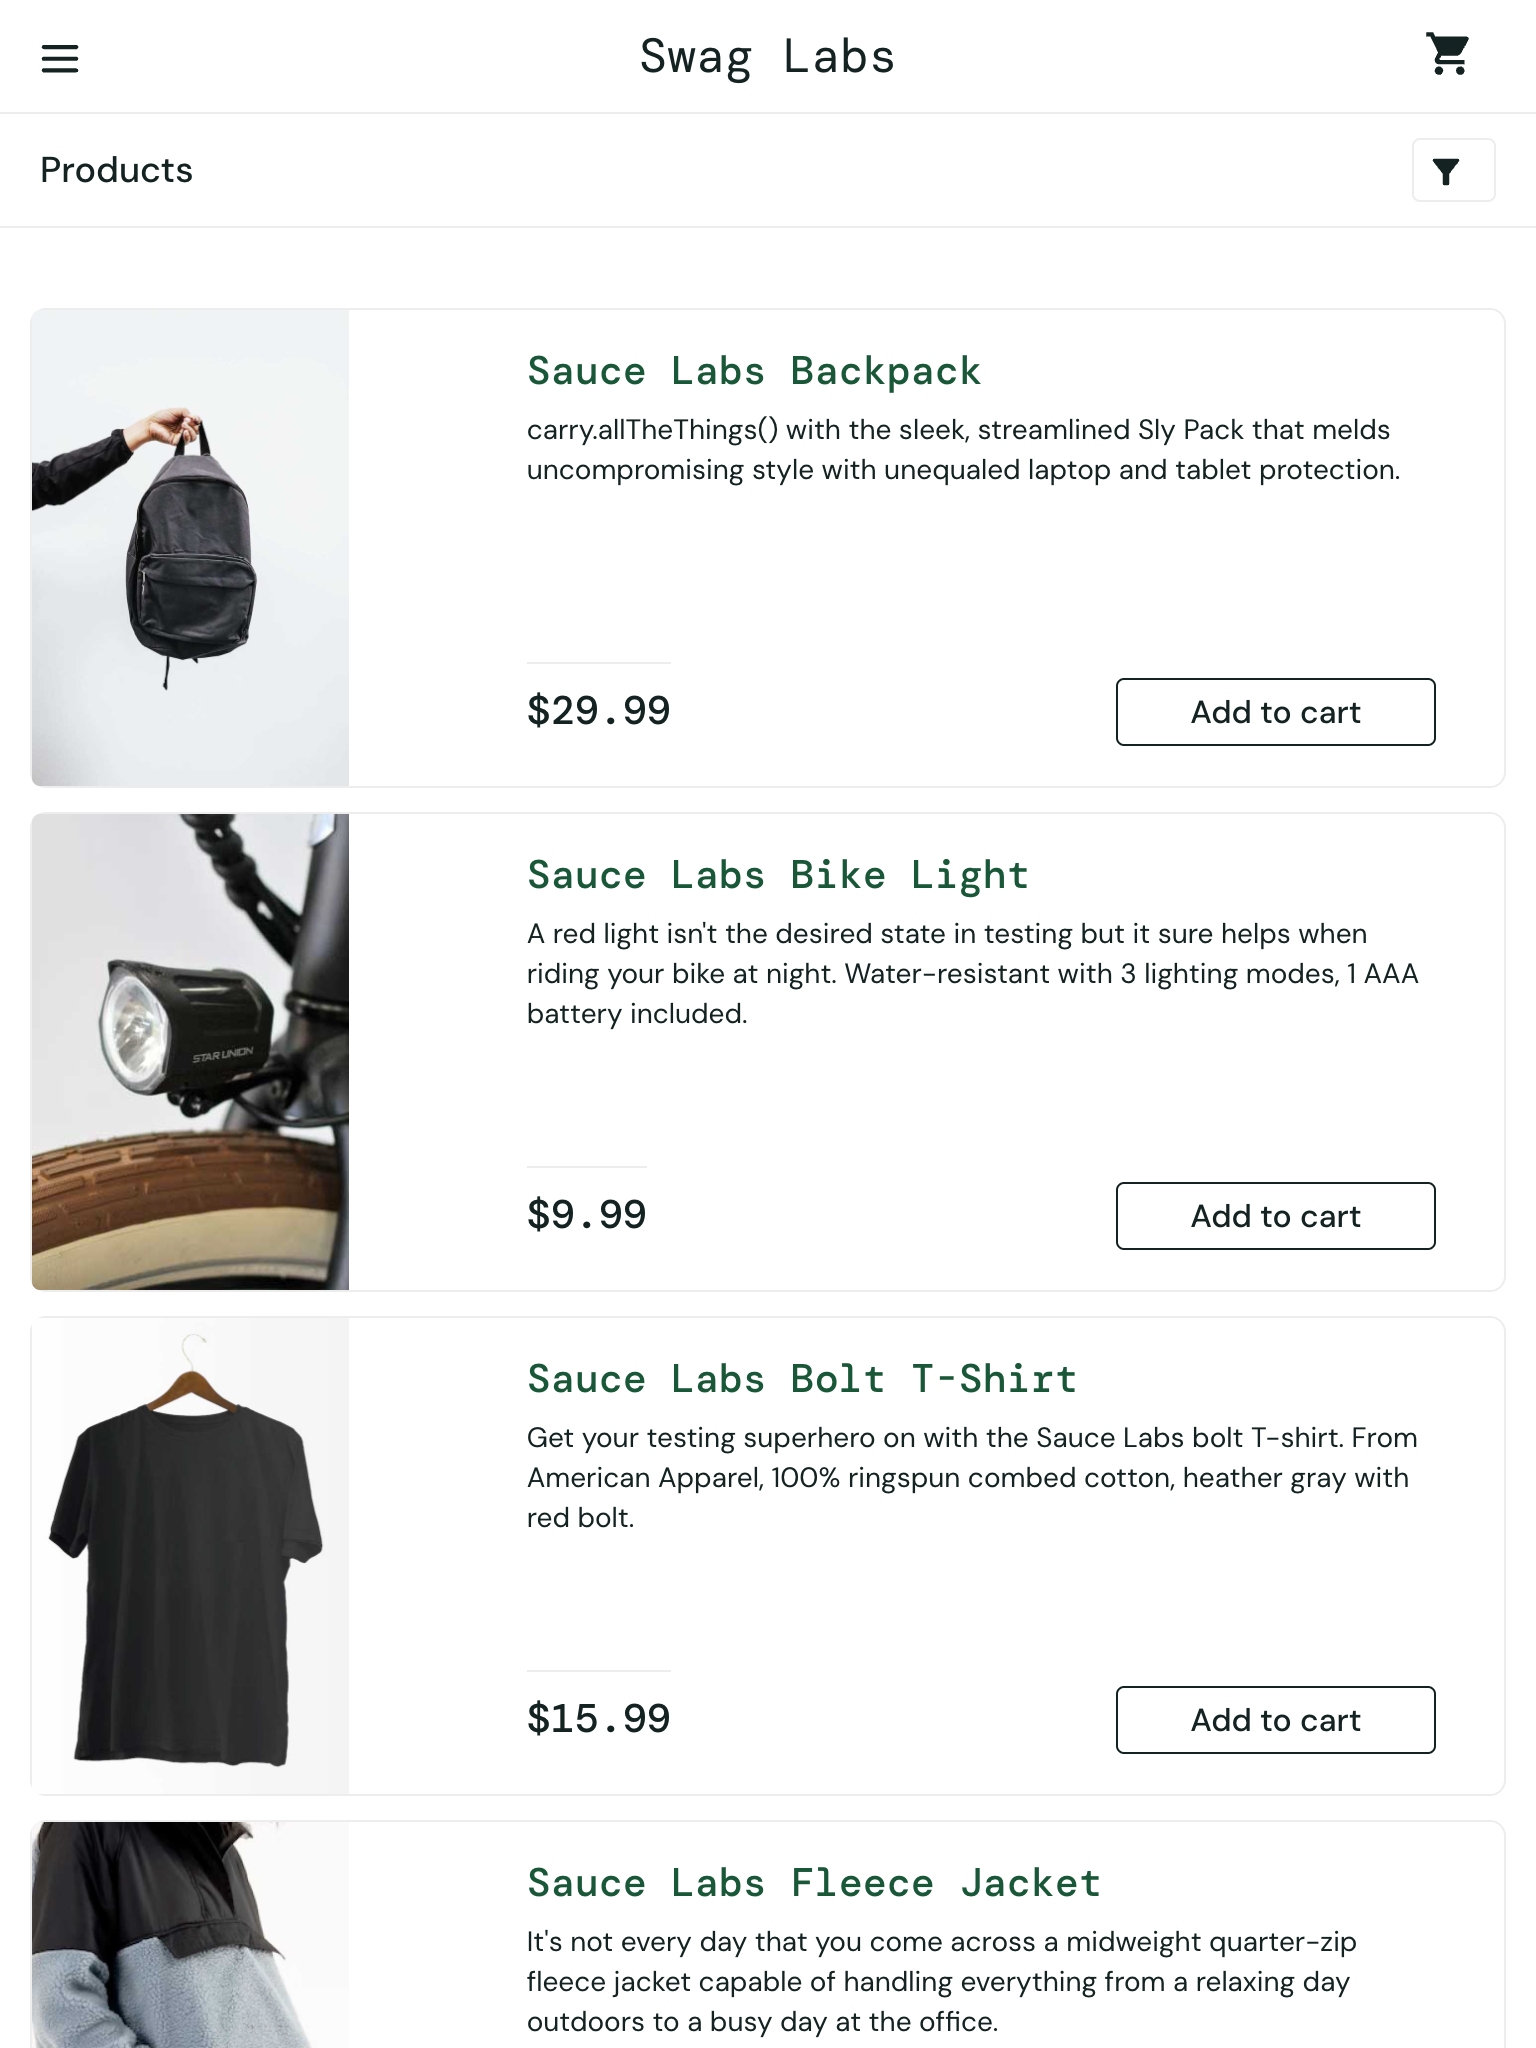 Swag Labs
Products
Sauce Labs Backpack
carry.allTheThings() with the sleek, streamlined Sly Pack that melds
uncompromising style with unequaled laptop and tablet protection.
$29.99
Add to cart
STAR UNION
Sauce Labs Bike Light
A red light isn't the desired state in testing but it sure helps when
riding your bike at night. Water-resistant with 3 lighting modes, 1 AAA
battery included.
$9.99
Add to cart
Sauce Labs Bolt T-Shirt
Get your testing superhero on with the Sauce Labs bolt T-shirt. From
American Apparel, 100% ringspun combed cotton, heather gray with
red bolt.
$15.99
Add to cart
Sauce Labs Fleece Jacket
It's not every day that you come across a midweight quarter-zip
fleece jacket capable of handling everything from a relaxing day
outdoors to a busy day at the office.